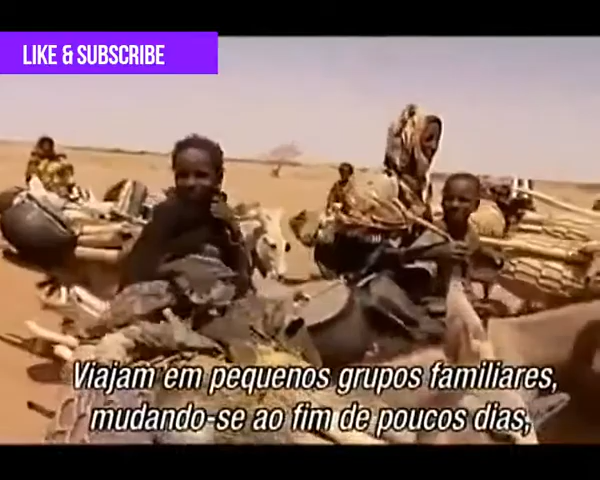 LIKE & SUBSCRIBE
Viajam em pequenos grupos familiares,
mudando-se ao fim de poucos dias,